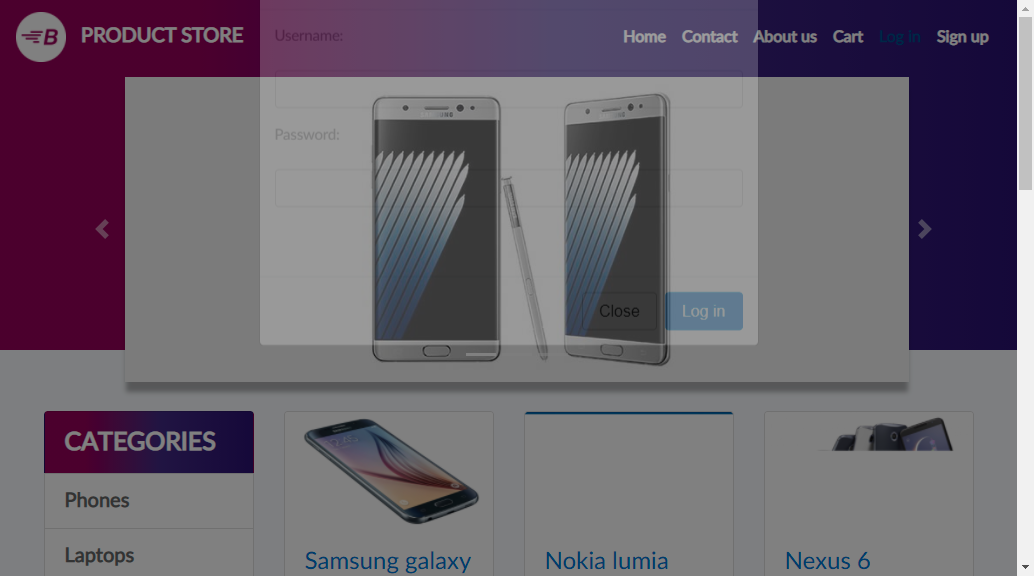 B PRODUCT STORE
Home Contact About us Cart Log in Sign up
Username:
SAMSUNG
Password:
Close Log in
CATEGORIES
Phones
Laptops
Samsung galaxy
Nokia lumia
Nexus 6